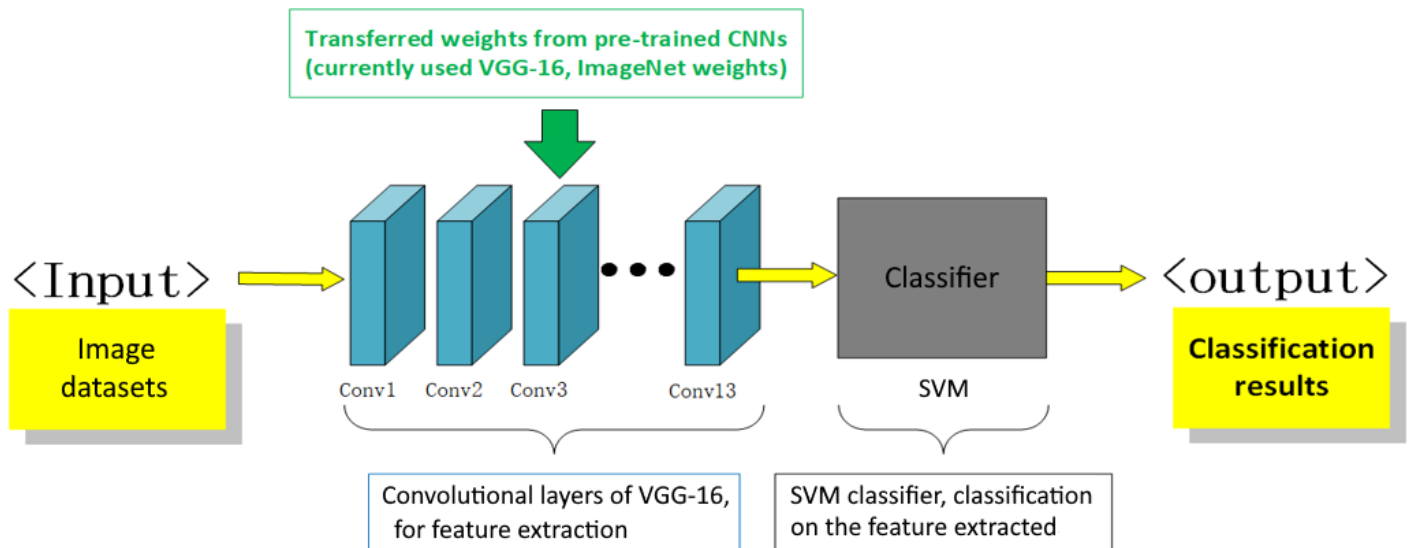 Transferred weights from pre-trained CNNs
(currently used VGG-16, ImageNet weights)
<Input>
Image
datasets
Conv1
Conv2
Conv3
Conv13
Classifier
SVM
<output>
Classification
results
Convolutional layers of VGG-16,
for feature extraction
SVM classifier, classification
on the feature extracted